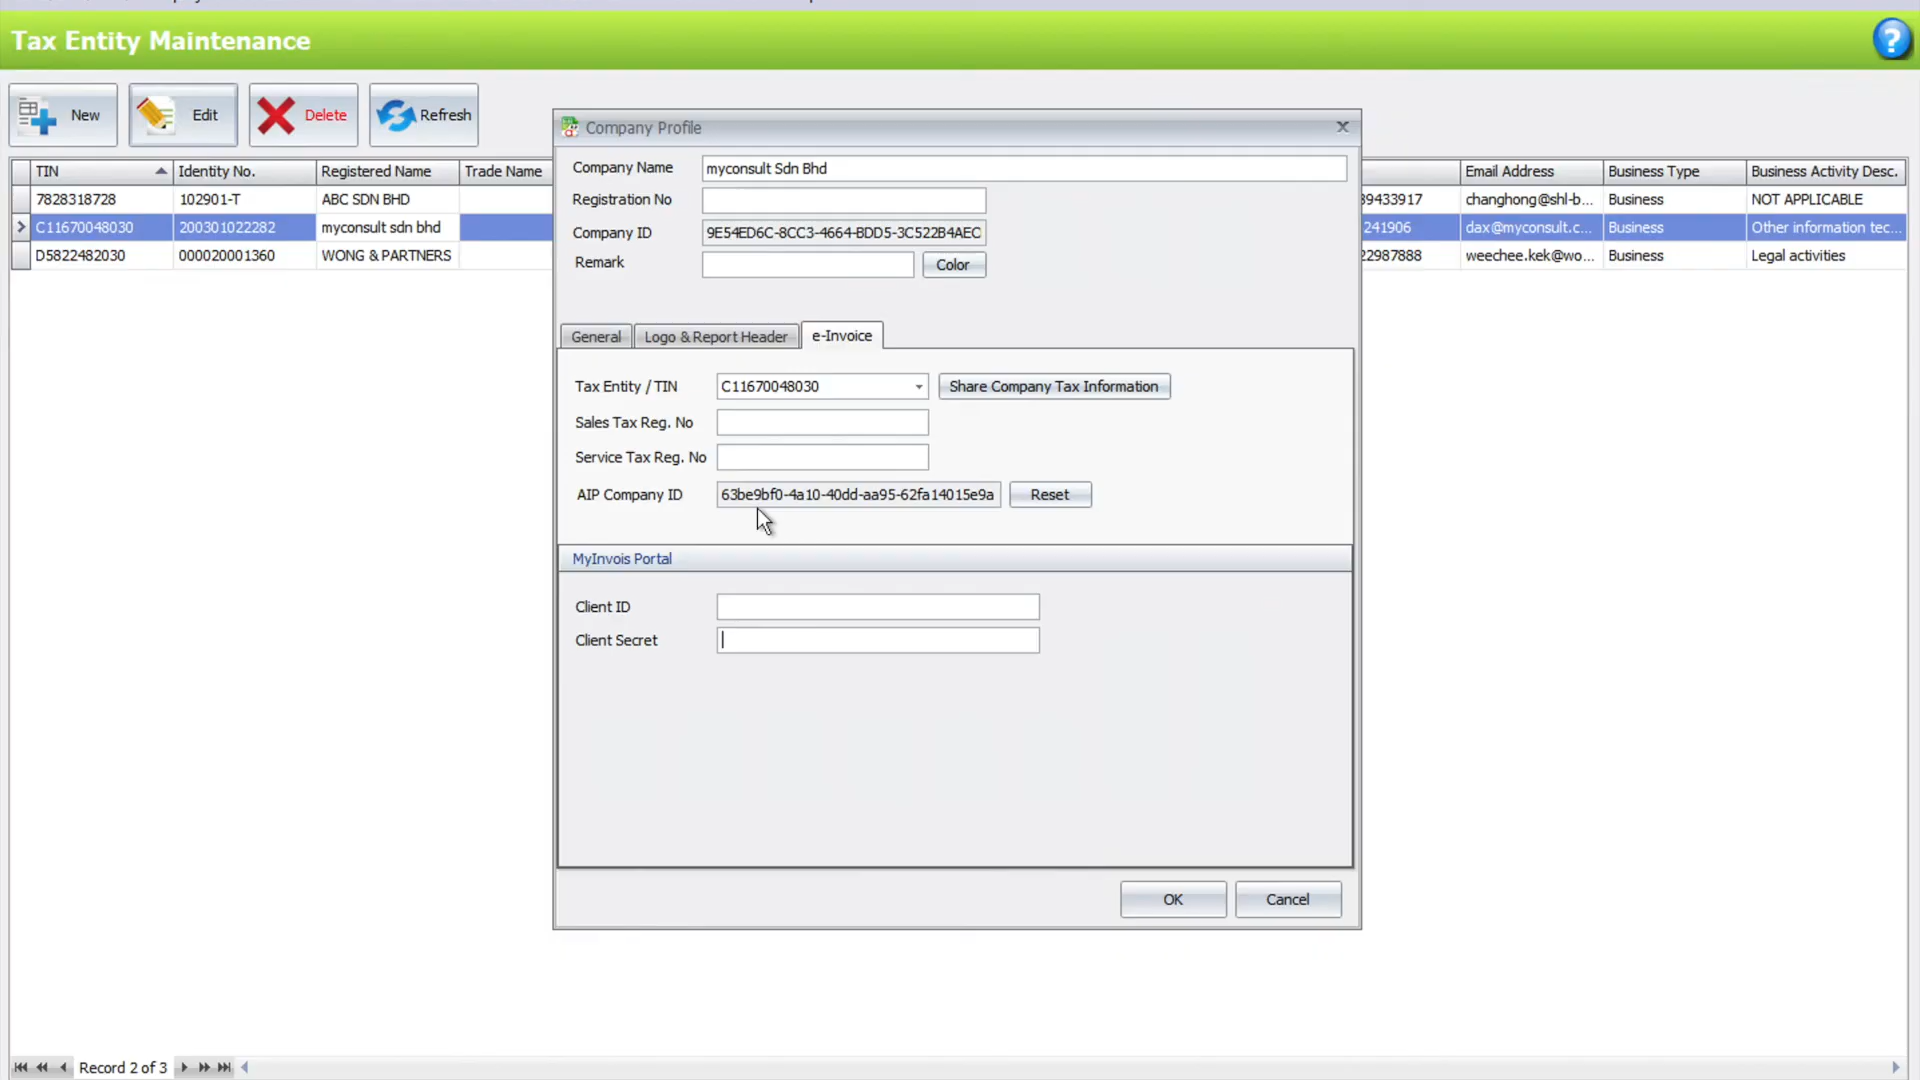 Tax Entity Maintenance
?
New
Edit
Delete
Refresh
TIN Identity No. Registered Name Trade Name Email Address Business Type Business Activity Desc.
7828318728 102901-T ABC SDN BHD 39433917 changhong@shl-b... Business NOT APPLICABLE
C11670048030 200301022282 myconsult sdn bhd 241906 dax@myconsult.c... Business Other information tec...
D5822482030 000020001360 WONG & PARTNERS 22987888 weechee.kek@wo... Business Legal activities
Company Profile
Company Name myconsult Sdn Bhd
Registration No
Company ID 9E54ED6C-8CC3-4664-BDD5-3C522B4AEC
Remark Color
General Logo & Report Header e-Invoice
Tax Entity / TIN C11670048030 Share Company Tax Information
Sales Tax Reg. No
Service Tax Reg. No
AIP Company ID 63be9bf0-4a10-40dd-aa95-62fa14015e9a Reset
MyInvois Portal
Client ID
Client Secret
OK Cancel
Record 2 of 3